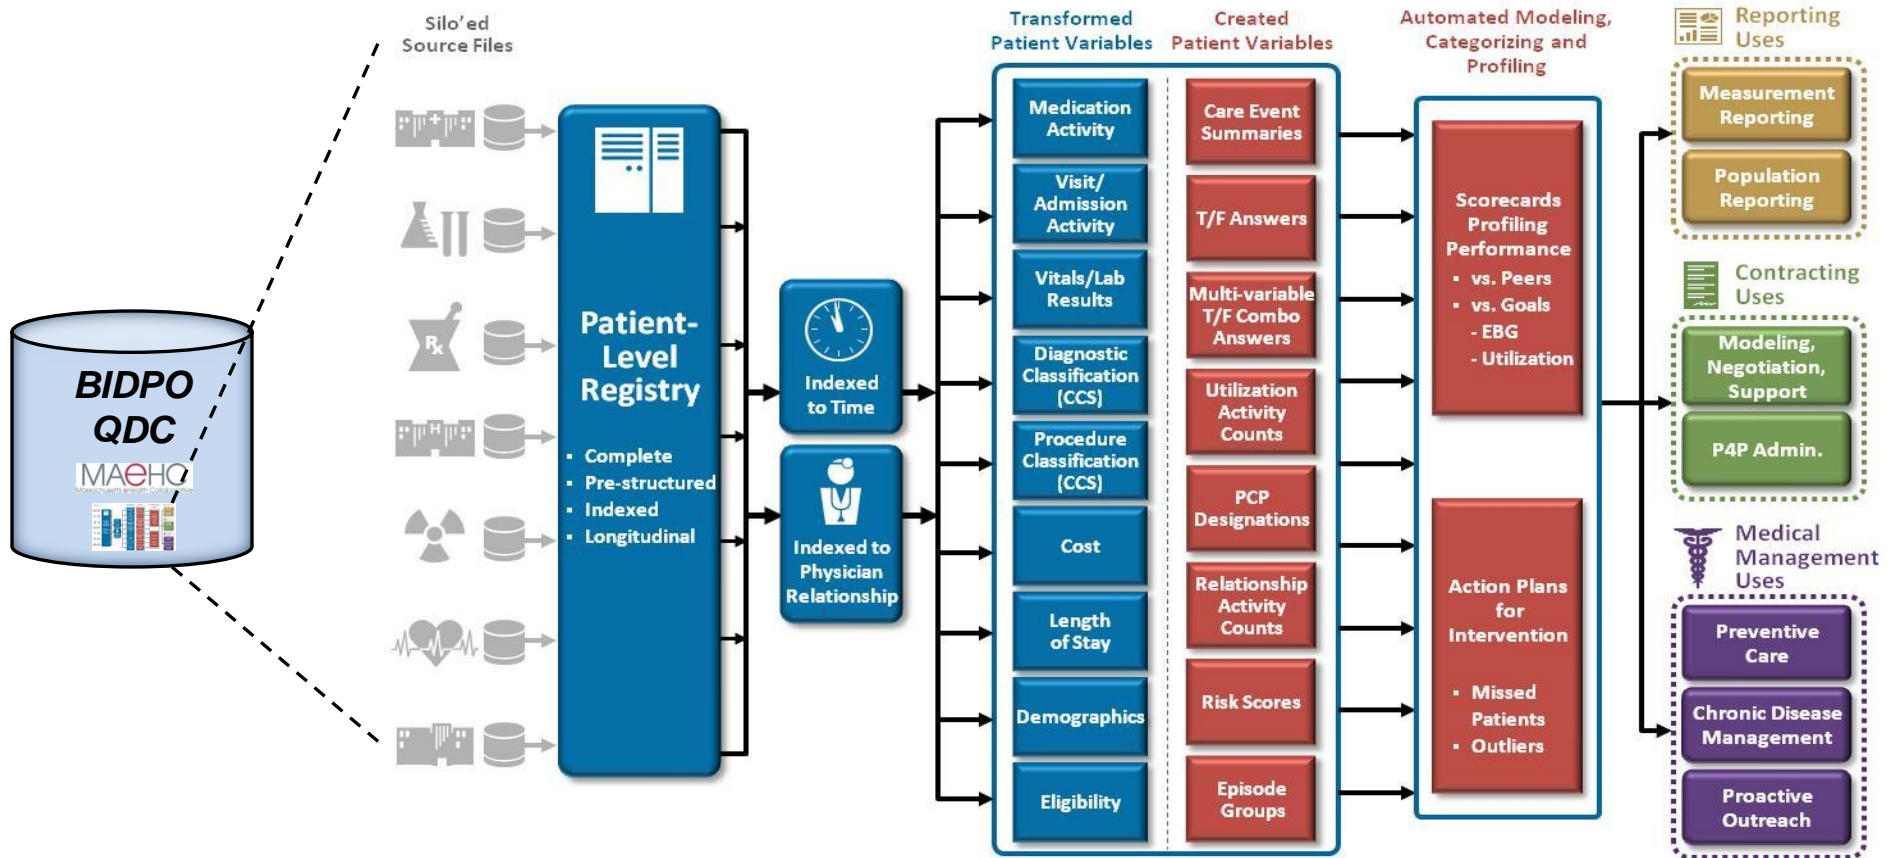 Silo'ed
Source Files
BIDPO
QDC
MAeHC
Massachusetts eHealth Collaborative
Rx
H
Patient-
Level
Registry
▪ Complete
▪ Pre-structured
▪ Indexed
▪ Longitudinal
Indexed
to Time
Indexed to
Physician
Relationship
Transformed
Patient Variables
Medication
Activity
Visit/
Admission
Activity
Vitals/Lab
Results
Diagnostic
Classification
(CCS)
Procedure
Classification
(CCS)
Cost
Length
of Stay
Demographics
Eligibility
Created
Patient Variables
Care Event
Summaries
T/F Answers
Multi-variable
T/F Combo
Answers
Utilization
Activity
Counts
PCP
Designations
Relationship
Activity
Counts
Risk Scores
Episode
Groups
Automated Modeling,
Categorizing and
Profiling
Scorecards
Profiling
Performance
▪ vs. Peers
▪ vs. Goals
- EBG
- Utilization
Action Plans
for
Intervention
▪ Missed
Patients
▪ Outliers
Reporting
Uses
Measurement
Reporting
Population
Reporting
Contracting
Uses
Modeling,
Negotiation,
Support
P4P Admin.
Medical
Management
Uses
Preventive
Care
Chronic Disease
Management
Proactive
Outreach